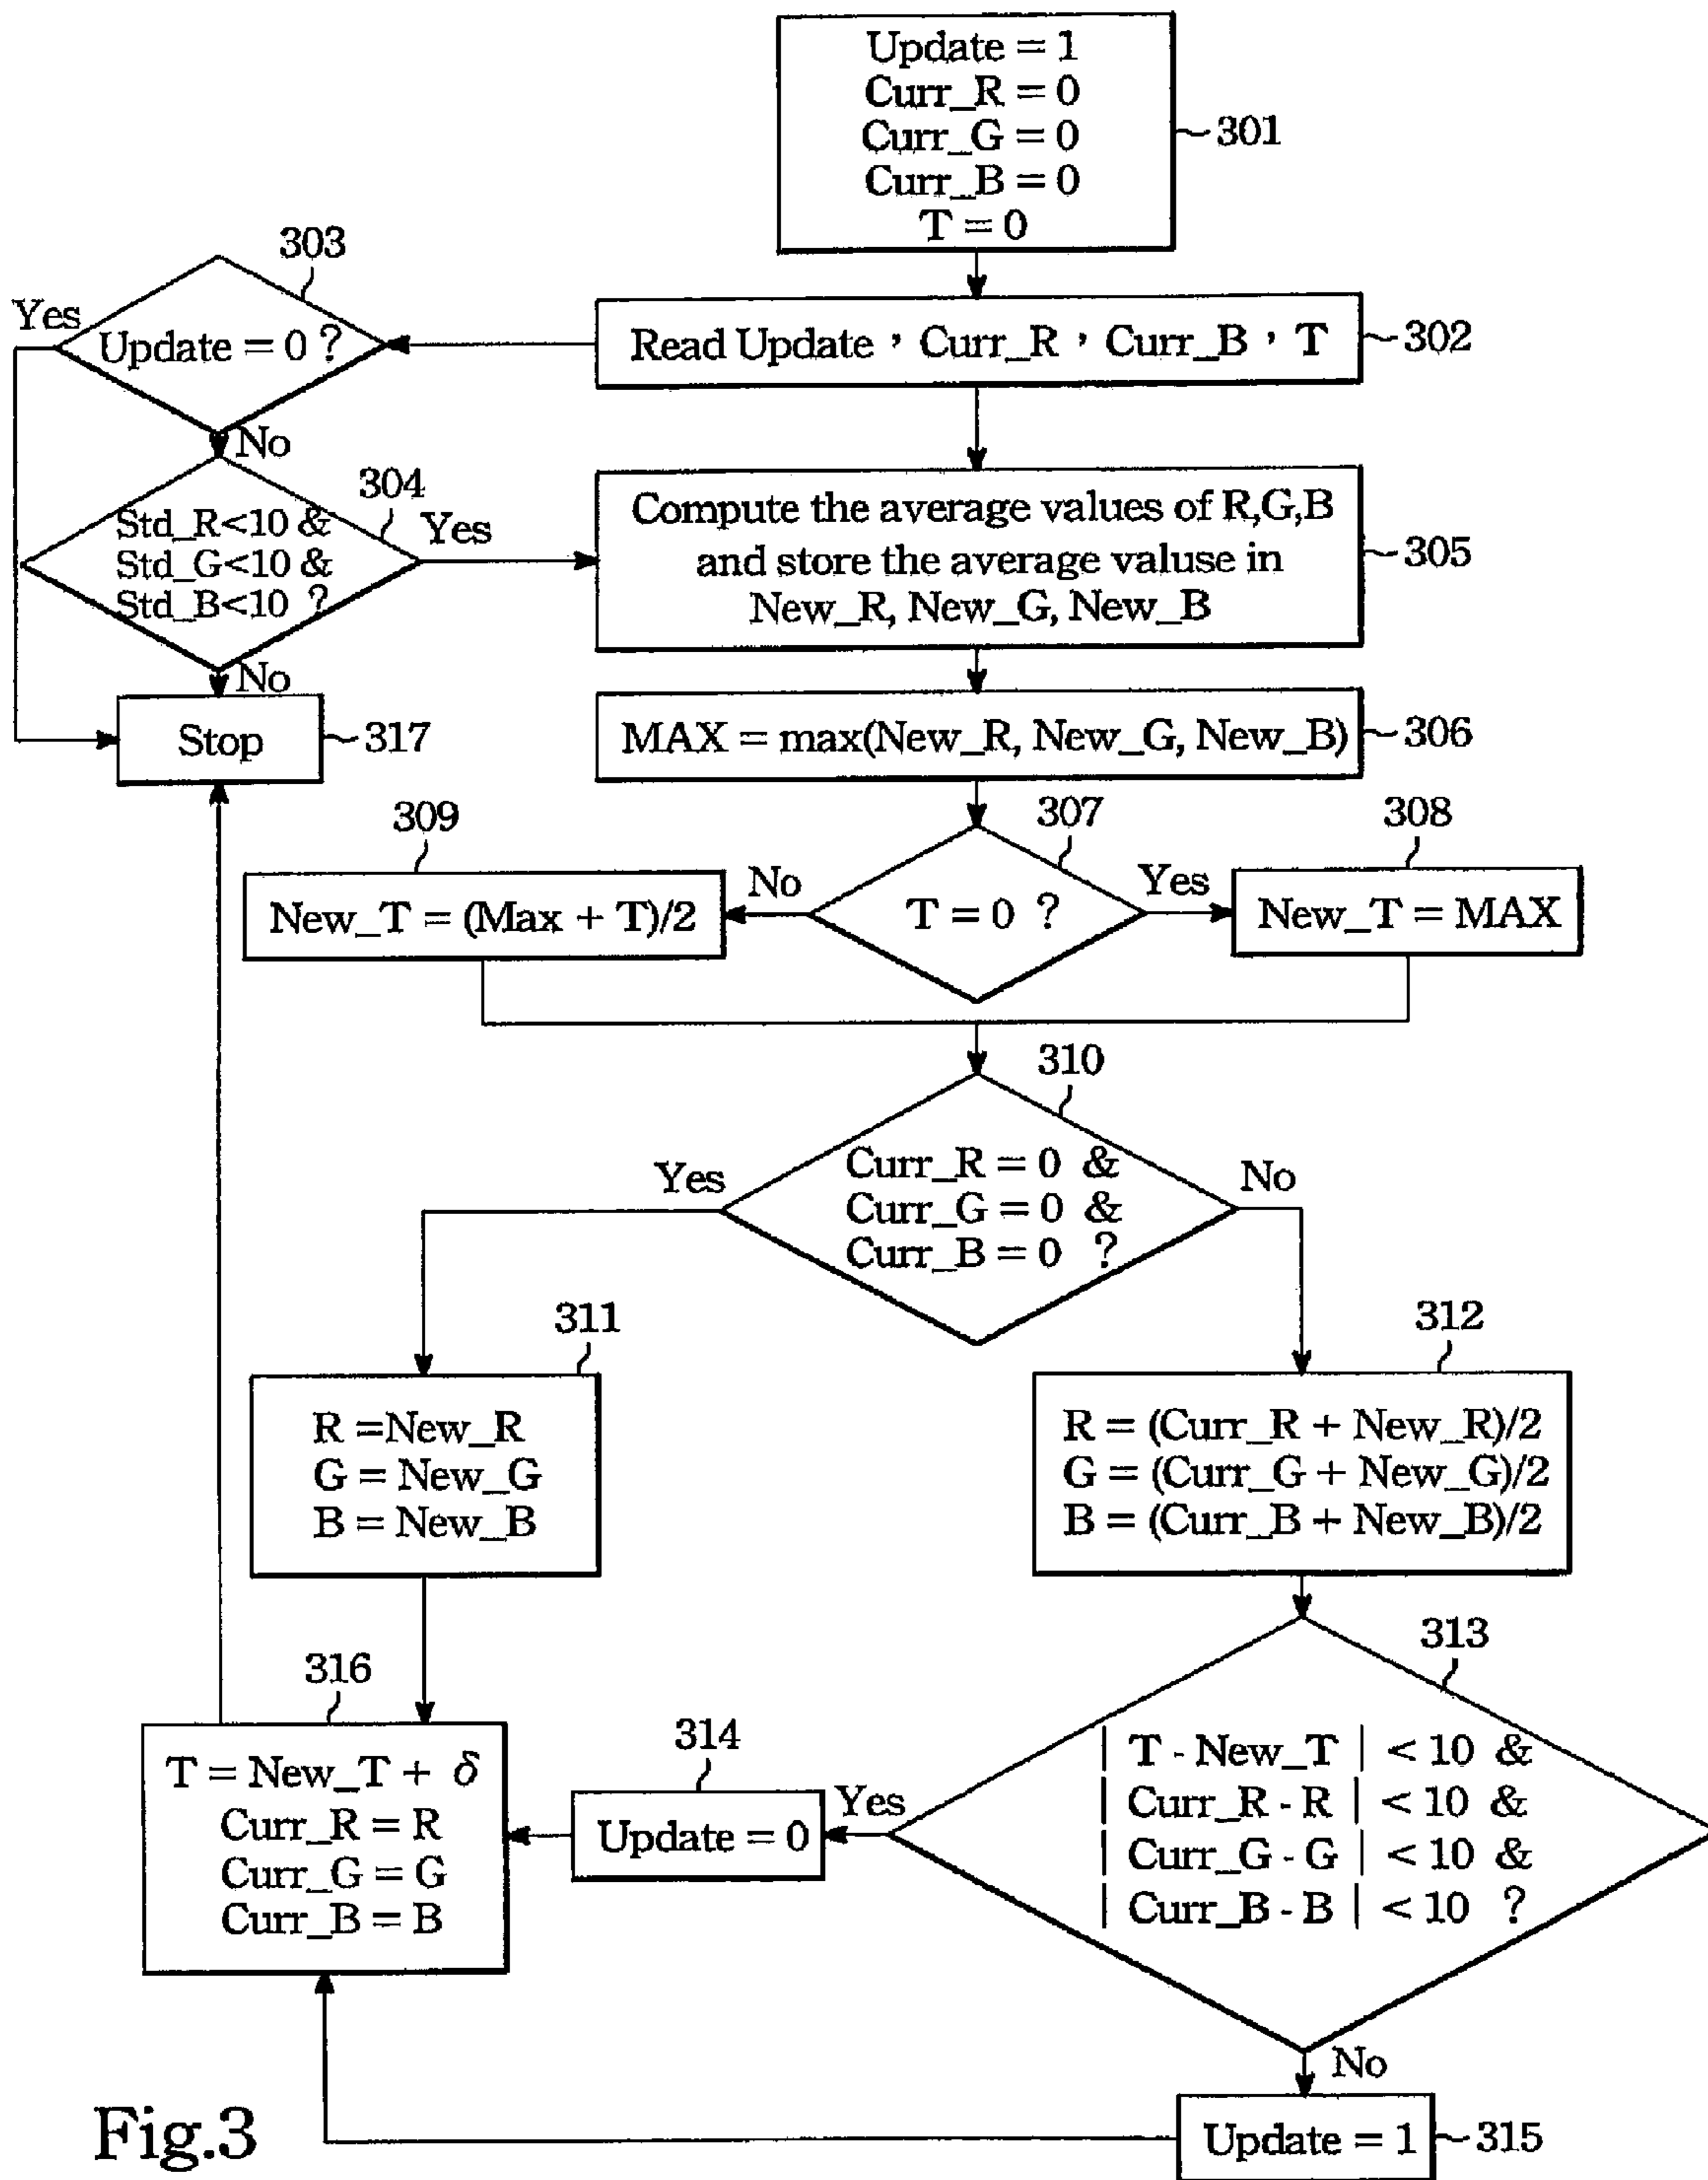 Update = 1
Curr_R = 0
Curr_G = 0
Curr_B = 0
T = 0
301
303
Yes
Update = 0 ?
Read Update，Curr_R，Curr_B，T
302
No
304
Std_R<10 &
Std_G<10 &
Std_B<10 ?
Yes
Compute the average values of R,G,B
and store the average valuse in
New_R, New_G, New_B
305
No
Stop
317
MAX = max(New_R, New_G, New_B)
306
309
307
308
New_T = (Max + T)/2
No
T = 0 ?
Yes
New_T = MAX
310
Yes
Curr_R = 0 &
Curr_G = 0 &
Curr_B = 0 ?
No
311
312
R =New_R
G = New_G
B = New_B
R = (Curr_R + New_R)/2
G = (Curr_G + New_G)/2
B = (Curr_B + New_B)/2
313
316
314
T = New_T + δ
Curr_R = R
Curr_G = G
Curr_B = B
Update = 0
Yes
| T - New_T | < 10 &
| Curr_R - R | < 10 &
| Curr_G - G | < 10 &
| Curr_B - B | < 10 ?
No
Update = 1
315
Fig.3